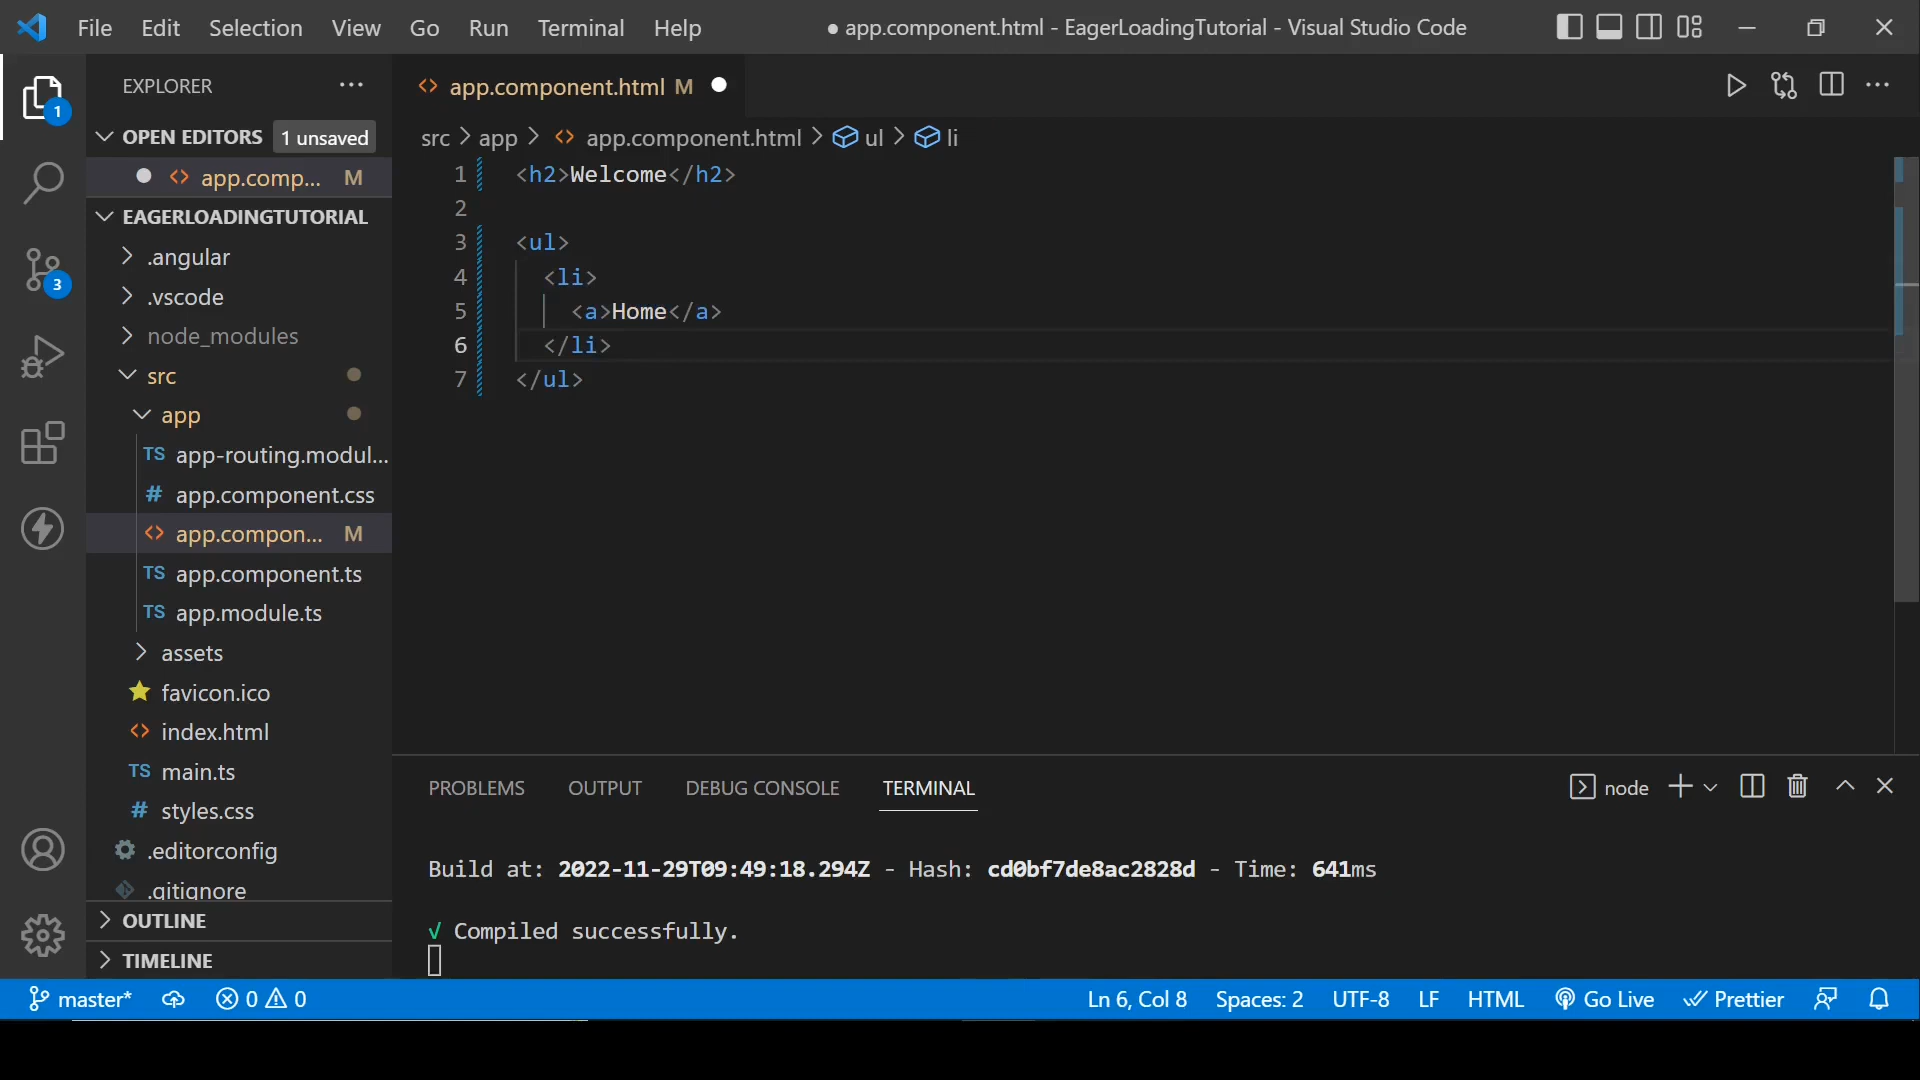 File Edit Selection View Go Run Terminal Help ● app.component.html - EagerLoadingTutorial - Visual Studio Code
EXPLORER
1
OPEN EDITORS 1 unsaved
app.comp... M
EAGERLOADINGTUTORIAL
.angular
.vscode
node_modules
src
app
TS app-routing.modul...
# app.component.css
<> app.compon... M
TS app.component.ts
TS app.module.ts
assets
favicon.ico
<> index.html
TS main.ts
# styles.css
.editorconfig
.gitignore
OUTLINE
TIMELINE
3
<> app.component.html M
src > app > <> app.component.html > ul > li
1 <h2>Welcome</h2>
2
3 <ul>
4 <li>
5 <a>Home</a>
6 </li>
7 </ul>
PROBLEMS OUTPUT DEBUG CONSOLE TERMINAL node
Build at: 2022-11-29T09:49:18.294Z - Hash: cd0bf7de8ac2828d - Time: 641ms
√ Compiled successfully.
master* 0 0 Ln 6, Col 8 Spaces: 2 UTF-8 LF HTML Go Live Prettier